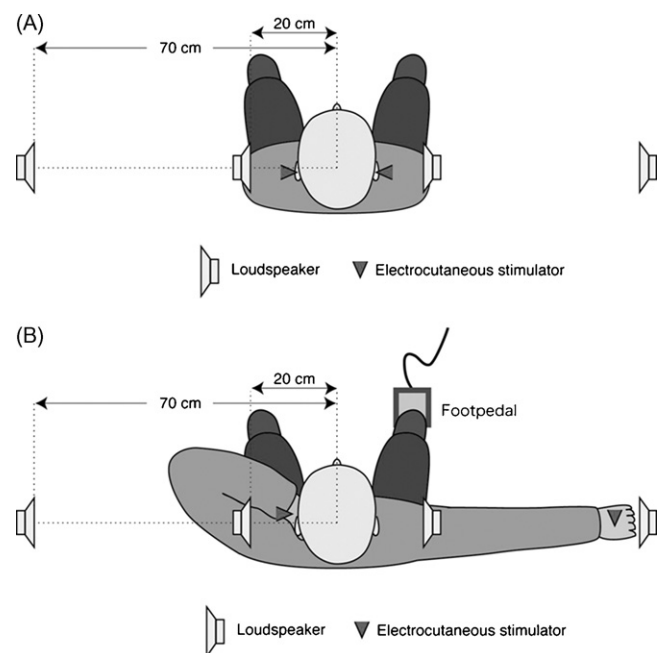 (A)
20 cm
70 cm
Loudspeaker
Electrocutaneous stimulator
(B)
20 cm
70 cm
Footpedal
Loudspeaker
Electrocutaneous stimulator